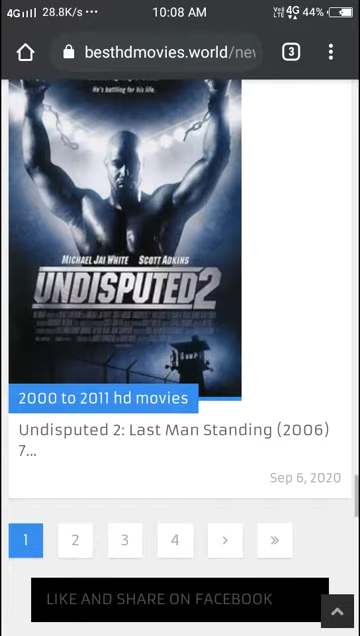 4G 28.8K/s ••• 10:08 AM VoLTE 4G 44%
besthdmovies.world/nev 3
He's battling for his life.
MICHAEL JAI WHITE SCOTT ADKINS
UNDISPUTED 2
2000 to 2011 hd movies
Undisputed 2: Last Man Standing (2006)
7...
Sep 6, 2020
1 2 3 4 › »
LIKE AND SHARE ON FACEBOOK